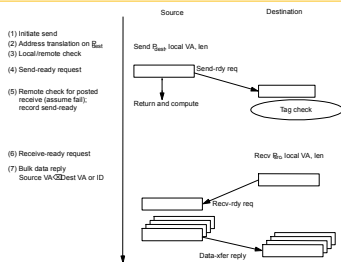 Source
Destination
(1) Initiate send
(2) Address translation on Pdest
(3) Local/remote check
(4) Send-ready request
(5) Remote check for posted
receive (assume fail);
record send-ready
(6) Receive-ready request
(7) Bulk data reply
Source VA Dest VA or ID
Send Pdest, local VA, len
Send-rdy req
Return and compute
Tag check
Recv Psrc, local VA, len
Recv-rdy req
Data-xfer reply